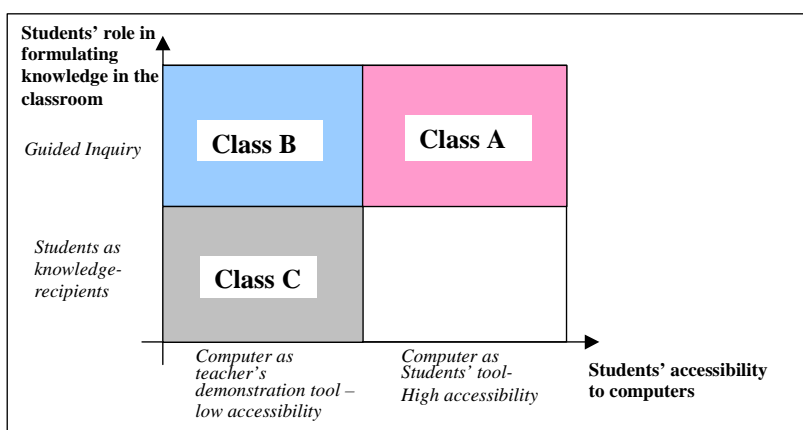 Students' role in
formulating
knowledge in the
classroom
Guided Inquiry
Class B
Class A
Students as
knowledge-
recipients
Class C
Computer as
teacher's
demonstration tool –
low accessibility
Computer as
Students' tool-
High accessibility
Students' accessibility
to computers